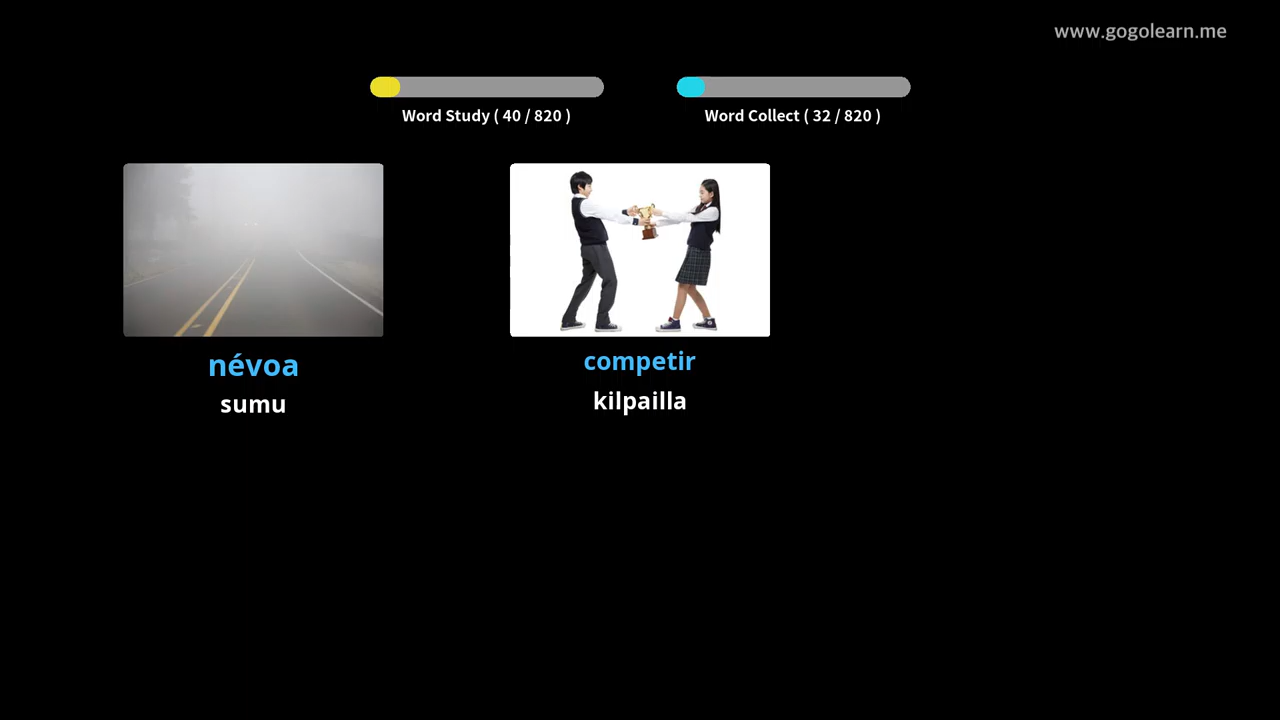 www.gogolearn.me
Word Study ( 40 / 820 )
Word Collect ( 32 / 820 )
névoa
sumu
competir
kilpailla